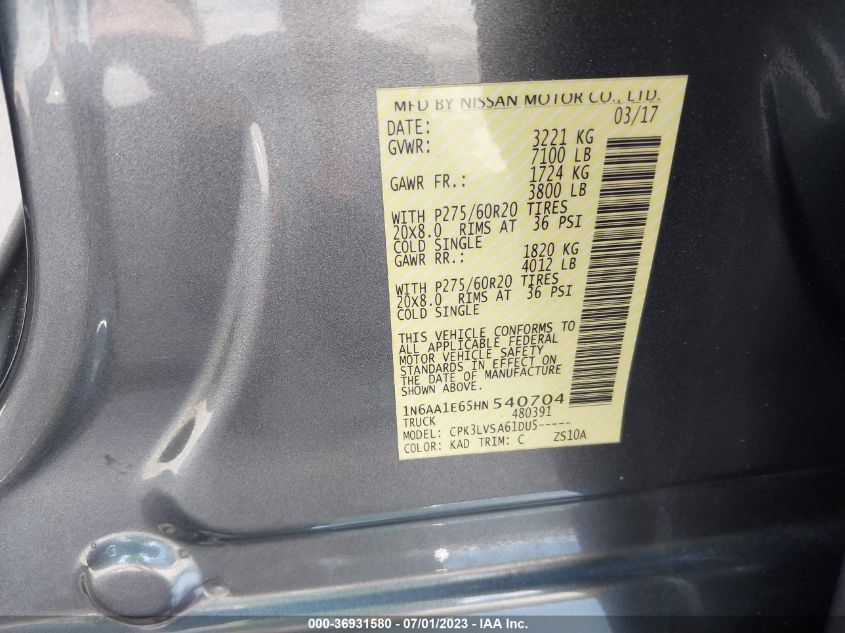 MFD BY NISSAN MOTOR CO., LTD.
DATE: 03/17
GVWR: 3221 KG
7100 LB
GAWR FR.: 1724 KG
3800 LB
WITH P275/60R20 TIRES
20X8.0 RIMS AT 36 PSI
COLD SINGLE
GAWR RR.: 1820 KG
4012 LB
WITH P275/60R20 TIRES
20X8.0 RIMS AT 36 PSI
COLD SINGLE
THIS VEHICLE CONFORMS TO
ALL APPLICABLE FEDERAL
MOTOR VEHICLE SAFETY
STANDARDS IN EFFECT ON
THE DATE OF MANUFACTURE
SHOWN ABOVE.
1N6AA1E65HN540704
TRUCK 480391
MODEL: CPK3LVSA61DU5-----
COLOR: KAD TRIM: C ZS10A
000-36931580 - 07/01/2023 - IAAI.com